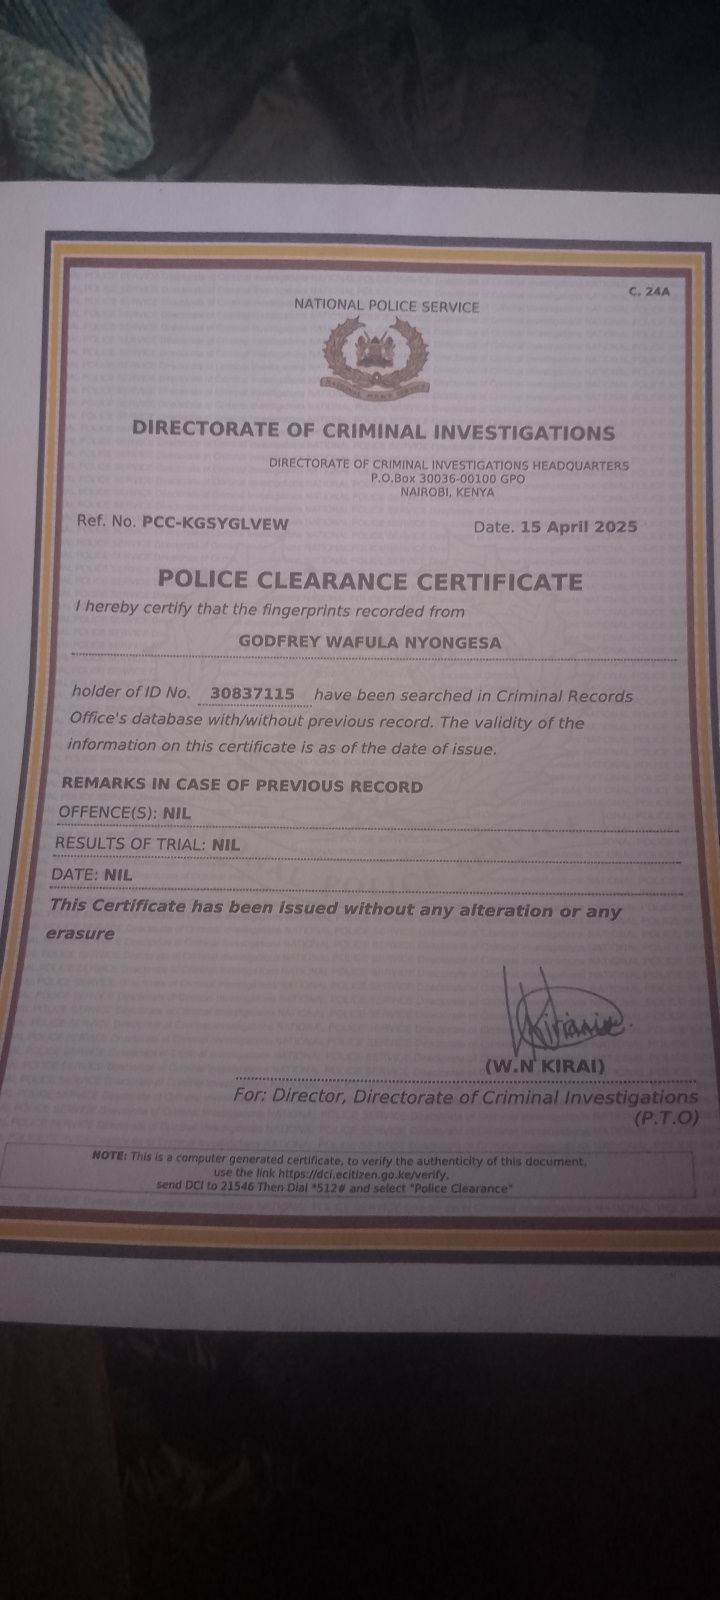 C. 24A
NATIONAL POLICE SERVICE
NATIONAL POLICE SERVICE
DIRECTORATE OF CRIMINAL INVESTIGATIONS
DIRECTORATE OF CRIMINAL INVESTIGATIONS HEADQUARTERS
P.O.Box 30036-00100 GPO
NAIROBI, KENYA
Ref. No. PCC-KGSYGLVEW Date. 15 April 2025
POLICE CLEARANCE CERTIFICATE
I hereby certify that the fingerprints recorded from
GODFREY WAFULA NYONGESA
holder of ID No. 30837115 have been searched in Criminal Records
Office's database with/without previous record. The validity of the
information on this certificate is as of the date of issue.
REMARKS IN CASE OF PREVIOUS RECORD
OFFENCE(S): NIL
RESULTS OF TRIAL: NIL
DATE: NIL
This Certificate has been issued without any alteration or any
erasure
(W.N KIRAI)
For: Director, Directorate of Criminal Investigations
(P.T.O)
NOTE: This is a computer generated certificate, to verify the authenticity of this document,
use the link https://dci.ecitizen.go.ke/verify,
send DCI to 21546 Then Dial *512# and select "Police Clearance"